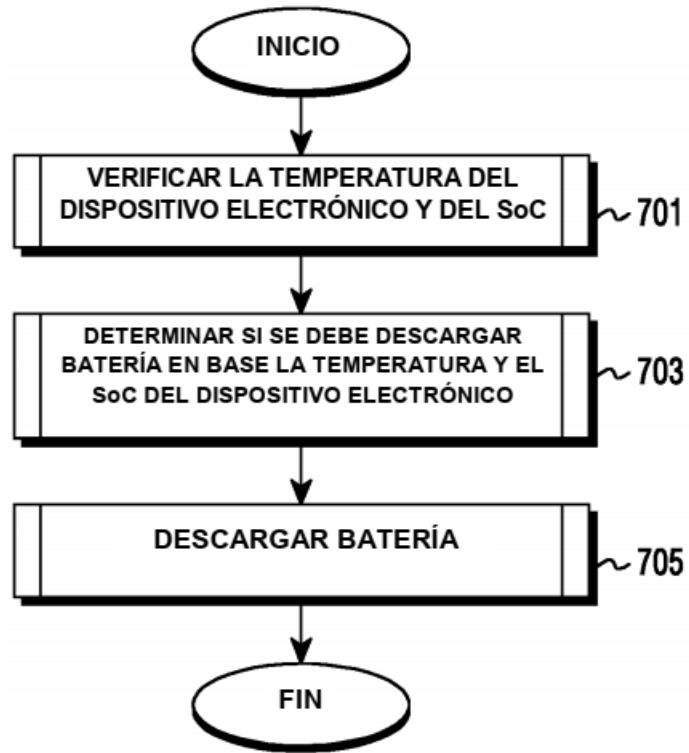 INICIO
VERIFICAR LA TEMPERATURA DEL
DISPOSITIVO ELECTRÓNICO Y DEL SoC
701
DETERMINAR SI SE DEBE DESCARGAR
BATERÍA EN BASE LA TEMPERATURA Y EL
SoC DEL DISPOSITIVO ELECTRÓNICO
703
DESCARGAR BATERÍA
705
FIN